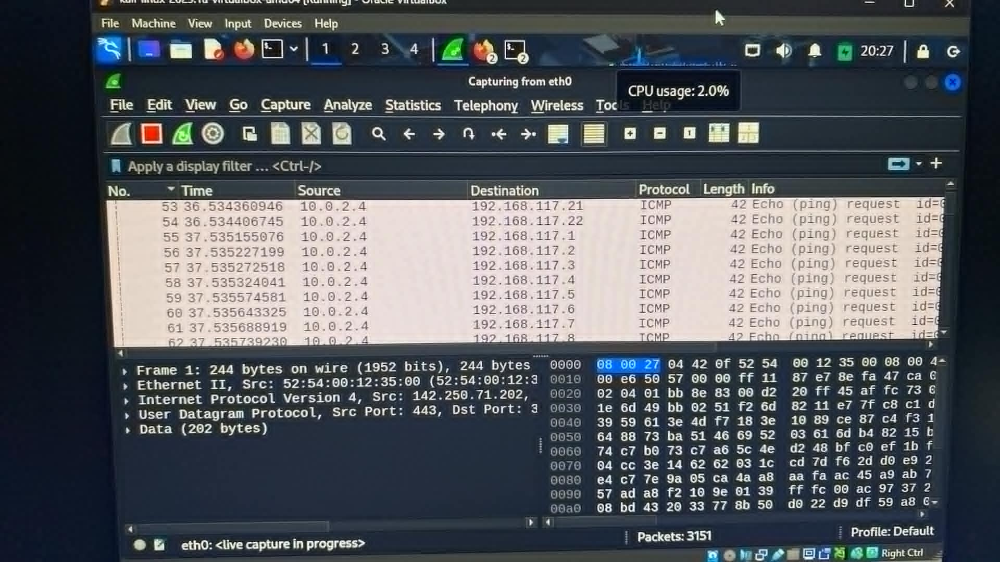 File Machine View Input Devices Help
1 2 3 4 2 2 20:27
Capturing from eth0
CPU usage: 2.0%
File Edit View Go Capture Analyze Statistics Telephony Wireless Tools Help
Apply a display filter ... <Ctrl-/>
No. Time Source Destination Protocol Length Info
53 36.534360946 10.0.2.4 192.168.117.21 ICMP 42 Echo (ping) request id=0
54 36.534406745 10.0.2.4 192.168.117.22 ICMP 42 Echo (ping) request id=0
55 37.535155076 10.0.2.4 192.168.117.1 ICMP 42 Echo (ping) request id=0
56 37.535227199 10.0.2.4 192.168.117.2 ICMP 42 Echo (ping) request id=0
57 37.535272518 10.0.2.4 192.168.117.3 ICMP 42 Echo (ping) request id=0
58 37.535324041 10.0.2.4 192.168.117.4 ICMP 42 Echo (ping) request id=0
59 37.535574581 10.0.2.4 192.168.117.5 ICMP 42 Echo (ping) request id=0
60 37.535643325 10.0.2.4 192.168.117.6 ICMP 42 Echo (ping) request id=0
61 37.535688919 10.0.2.4 192.168.117.7 ICMP 42 Echo (ping) request id=0
62 37.535739230 10.0.2.4 192.168.117.8 ICMP 42 Echo (ping) request id=0
Frame 1: 244 bytes on wire (1952 bits), 244 bytes
Ethernet II, Src: 52:54:00:12:35:00 (52:54:00:12:3
Internet Protocol Version 4, Src: 142.250.71.202,
User Datagram Protocol, Src Port: 443, Dst Port: 3
Data (202 bytes)
0000 08 00 27 04 42 0f 52 54 00 12 35 00 08 00 4
0010 00 e6 50 57 00 00 ff 11 87 e7 8e fa 47 ca 0
0020 02 04 01 bb 8e 83 00 d2 20 ff 45 af fc 73 0
0030 1e 6d 49 bb 02 51 f2 6d 82 11 e7 7f c8 c1 d
0040 39 59 61 3e 4d f7 18 3e 10 89 ce 87 c4 f3 1
0050 64 88 73 ba 51 46 69 52 03 61 6d b4 82 15 b
0060 74 c7 b0 73 c7 a6 5c 4e d2 48 bf c0 ef 1b f
0070 04 cc 3e 14 62 62 03 1c cd 7d f6 2d d0 e9 2
0080 e4 c7 7e 9a 05 ca 4a a8 aa fa ac 45 a9 ab 7
0090 57 ad a8 f2 10 9e 01 39 ff fc 00 ac 97 37 2
00a0 08 bd 43 20 33 77 8b 50 d0 22 d9 df 59 a8 0
eth0: <live capture in progress> Packets: 3151 Profile: Default
Right Ctrl